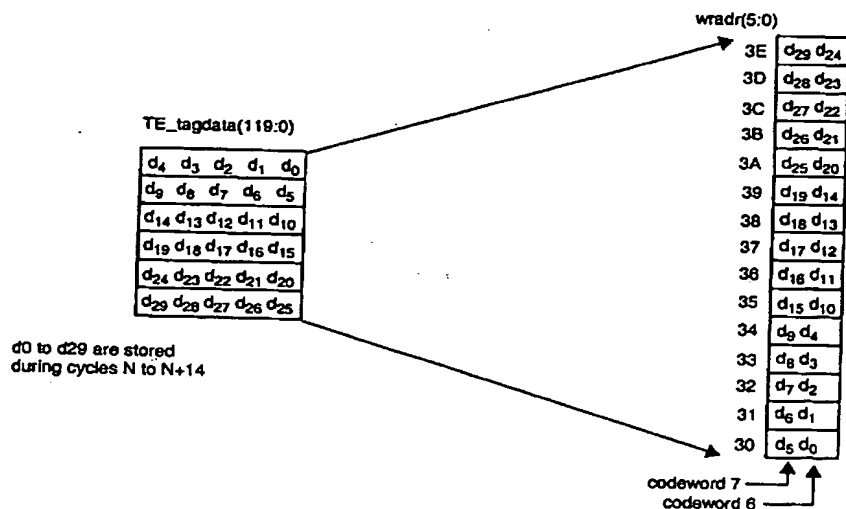 wradr(5:0)
3E d29 d24
3D d28 d23
3C d27 d22
3B d26 d21
3A d25 d20
39 d19 d14
38 d18 d13
37 d17 d12
36 d16 d11
35 d15 d10
34 d9 d4
33 d8 d3
32 d7 d2
31 d6 d1
30 d5 d0
codeword 7
codeword 6
TE_tagdata(119:0)
d4 d3 d2 d1 d0
d9 d8 d7 d6 d5
d14 d13 d12 d11 d10
d19 d18 d17 d16 d15
d24 d23 d22 d21 d20
d29 d28 d27 d26 d25
d0 to d29 are stored
during cycles N to N+14